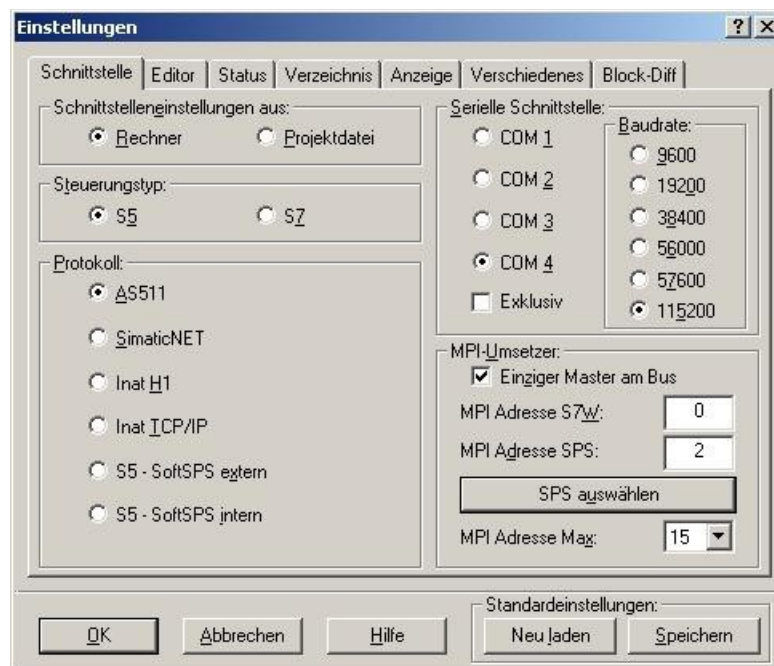 Einstellungen
Schnittstelle Editor Status Verzeichnis Anzeige Verschiedenes Block-Diff
Schnittstelleneinstellungen aus:
Rechner Projektdatei
Steuerungstyp:
S5 S7
Protokoll:
AS511
SimaticNET
Inat H1
Inat TCP/IP
S5 - SoftSPS extern
S5 - SoftSPS intern
Serielle Schnittstelle:
COM 1
COM 2
COM 3
COM 4
Exklusiv
Baudrate:
9600
19200
38400
56000
57600
115200
MPI-Umsetzer:
Einziger Master am Bus
MPI Adresse S7W: 0
MPI Adresse SPS: 2
SPS auswählen
MPI Adresse Max: 15
OK Abbrechen Hilfe
Standardeinstellungen:
Neu laden Speichern